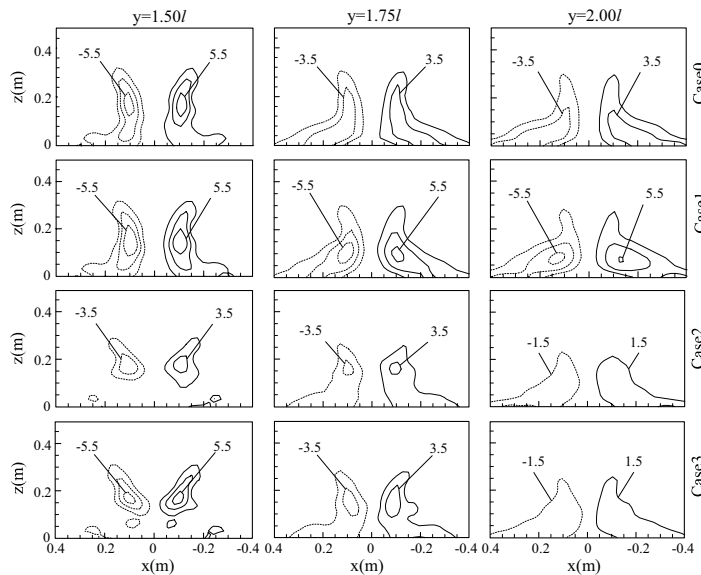 y=1.50l y=1.75l y=2.00l
0.4 -5.5 5.5 -3.5 3.5 -3.5 3.5
z(m) 0.2 Case0
0
0.4 -5.5 5.5 -5.5 5.5 -5.5 5.5
z(m) 0.2 Case1
0
0.4 -3.5 3.5 -3.5 3.5 -1.5 1.5
z(m) 0.2 Case2
0
0.4 -5.5 5.5 -3.5 3.5 -1.5 1.5
z(m) 0.2 Case3
0
0.4 0.2 0 -0.2 0.4 0.2 0 -0.2 0.4 0.2 0 -0.2 -0.4
x(m) x(m) x(m)